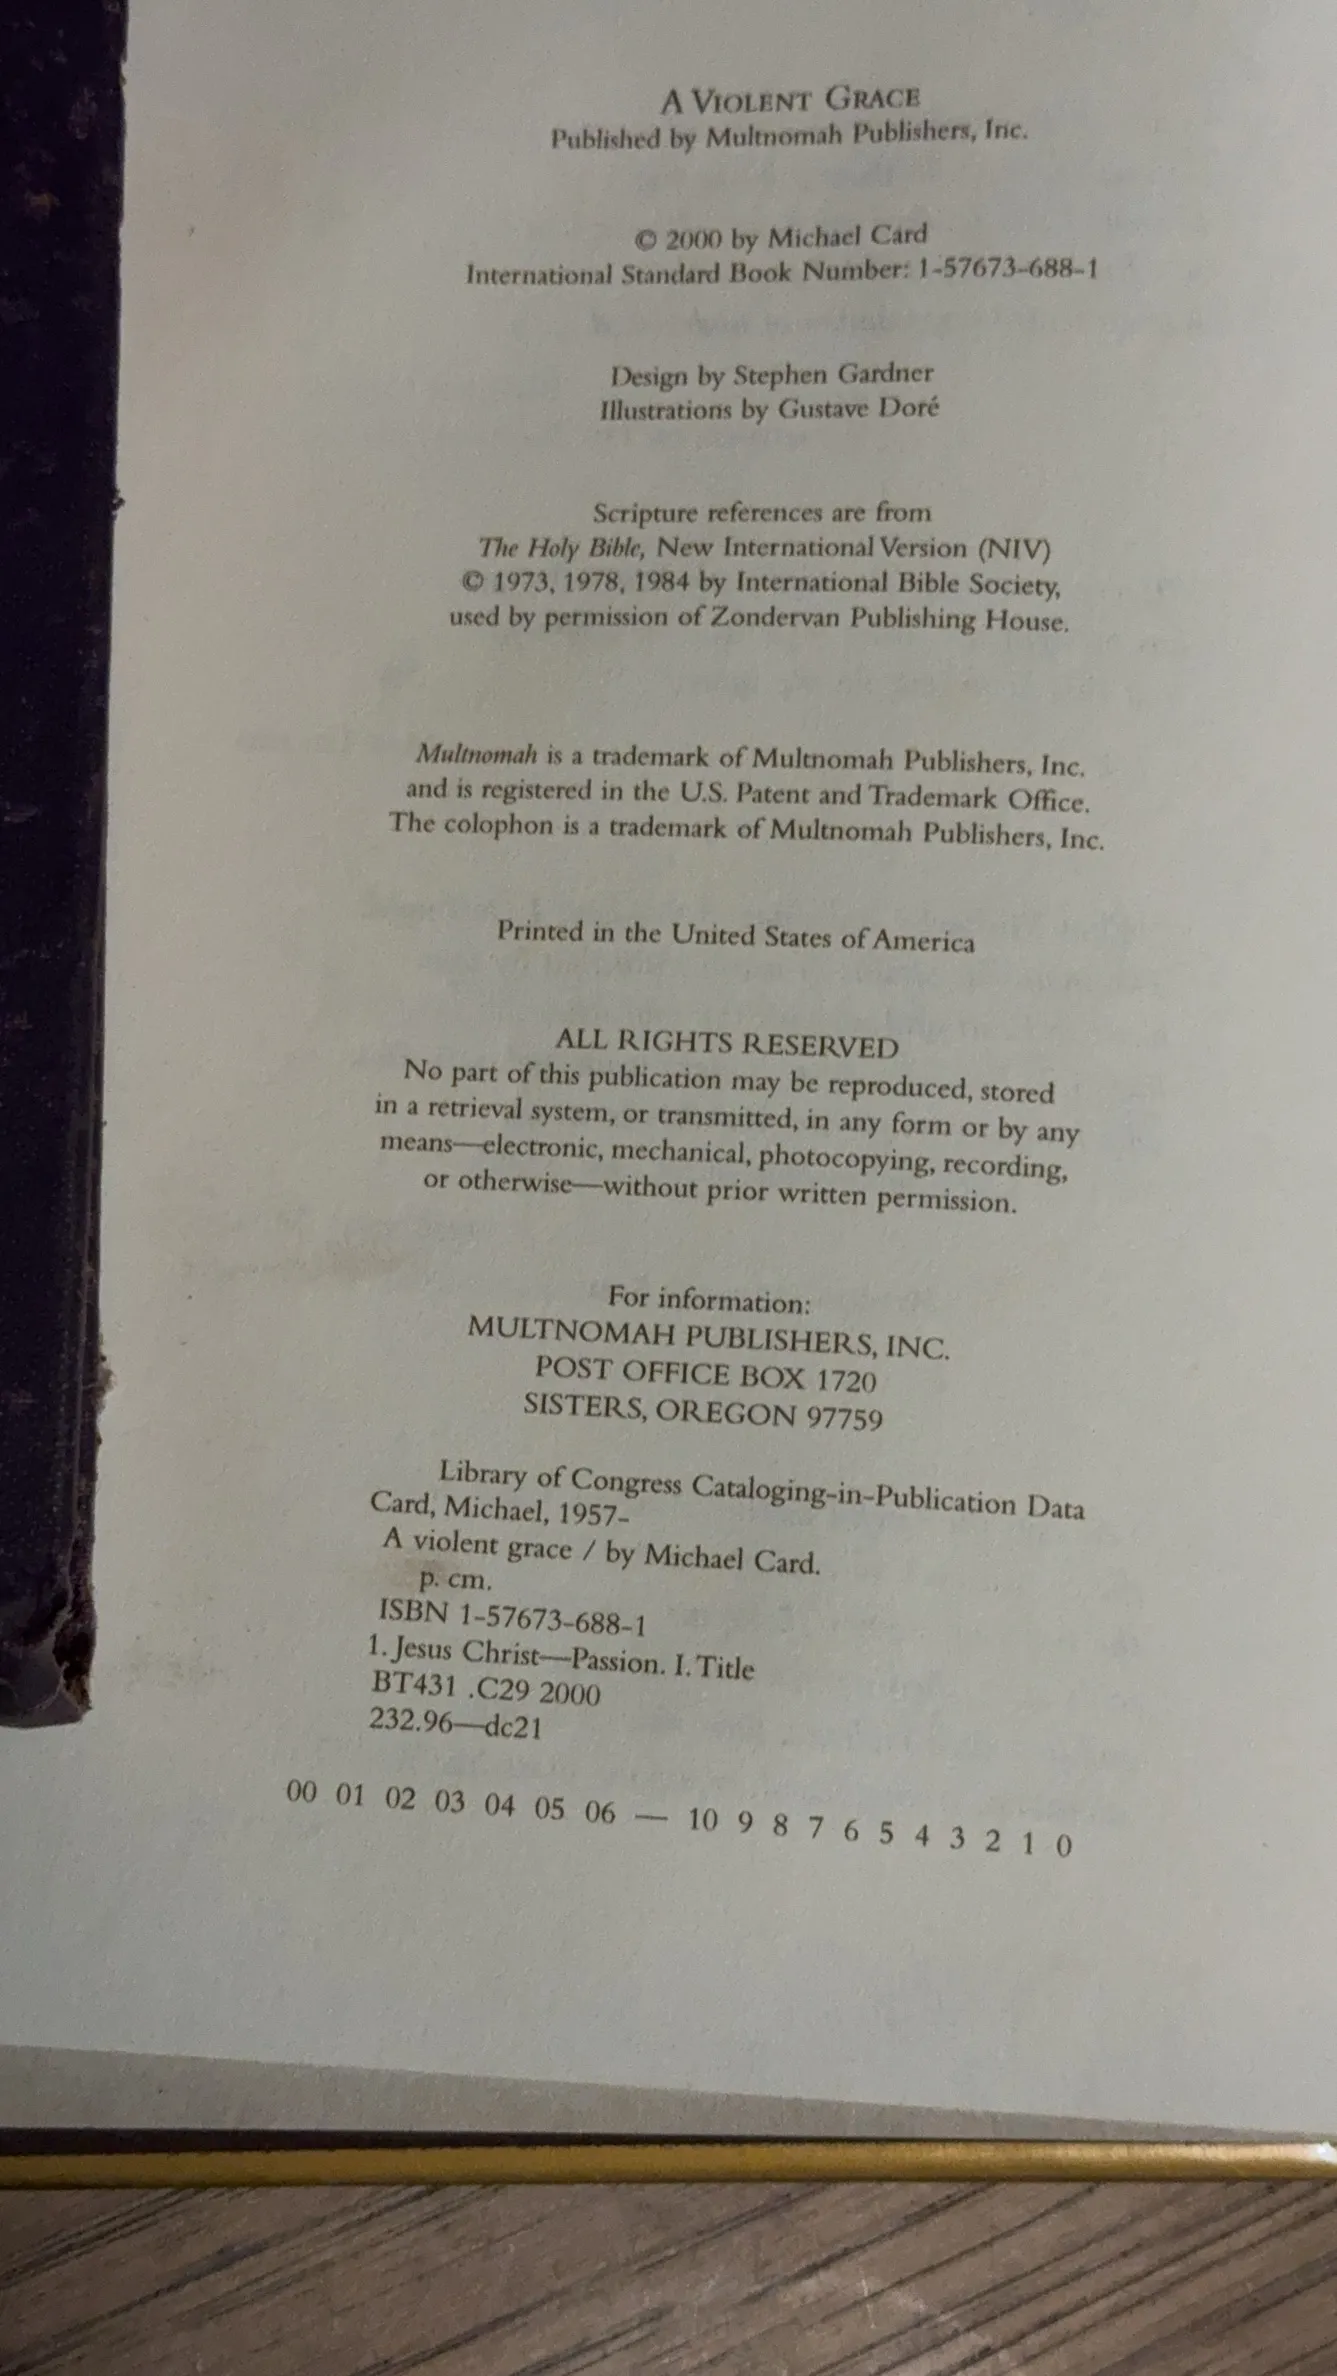 A VIOLENT GRACE
Published by Multnomah Publishers, Inc.
© 2000 by Michael Card
International Standard Book Number: 1-57673-688-1
Design by Stephen Gardner
Illustrations by Gustave Doré
Scripture references are from
The Holy Bible, New International Version (NIV)
© 1973, 1978, 1984 by International Bible Society,
used by permission of Zondervan Publishing House.
Multnomah is a trademark of Multnomah Publishers, Inc.
and is registered in the U.S. Patent and Trademark Office.
The colophon is a trademark of Multnomah Publishers, Inc.
Printed in the United States of America
ALL RIGHTS RESERVED
No part of this publication may be reproduced, stored
in a retrieval system, or transmitted, in any form or by any
means—electronic, mechanical, photocopying, recording,
or otherwise—without prior written permission.
For information:
MULTNOMAH PUBLISHERS, INC.
POST OFFICE BOX 1720
SISTERS, OREGON 97759
Library of Congress Cataloging-in-Publication Data
Card, Michael, 1957-
A violent grace / by Michael Card.
p. cm.
ISBN 1-57673-688-1
1. Jesus Christ—Passion. I. Title
BT431 .C29 2000
232.96—dc21
00 01 02 03 04 05 06 — 10 9 8 7 6 5 4 3 2 1 0